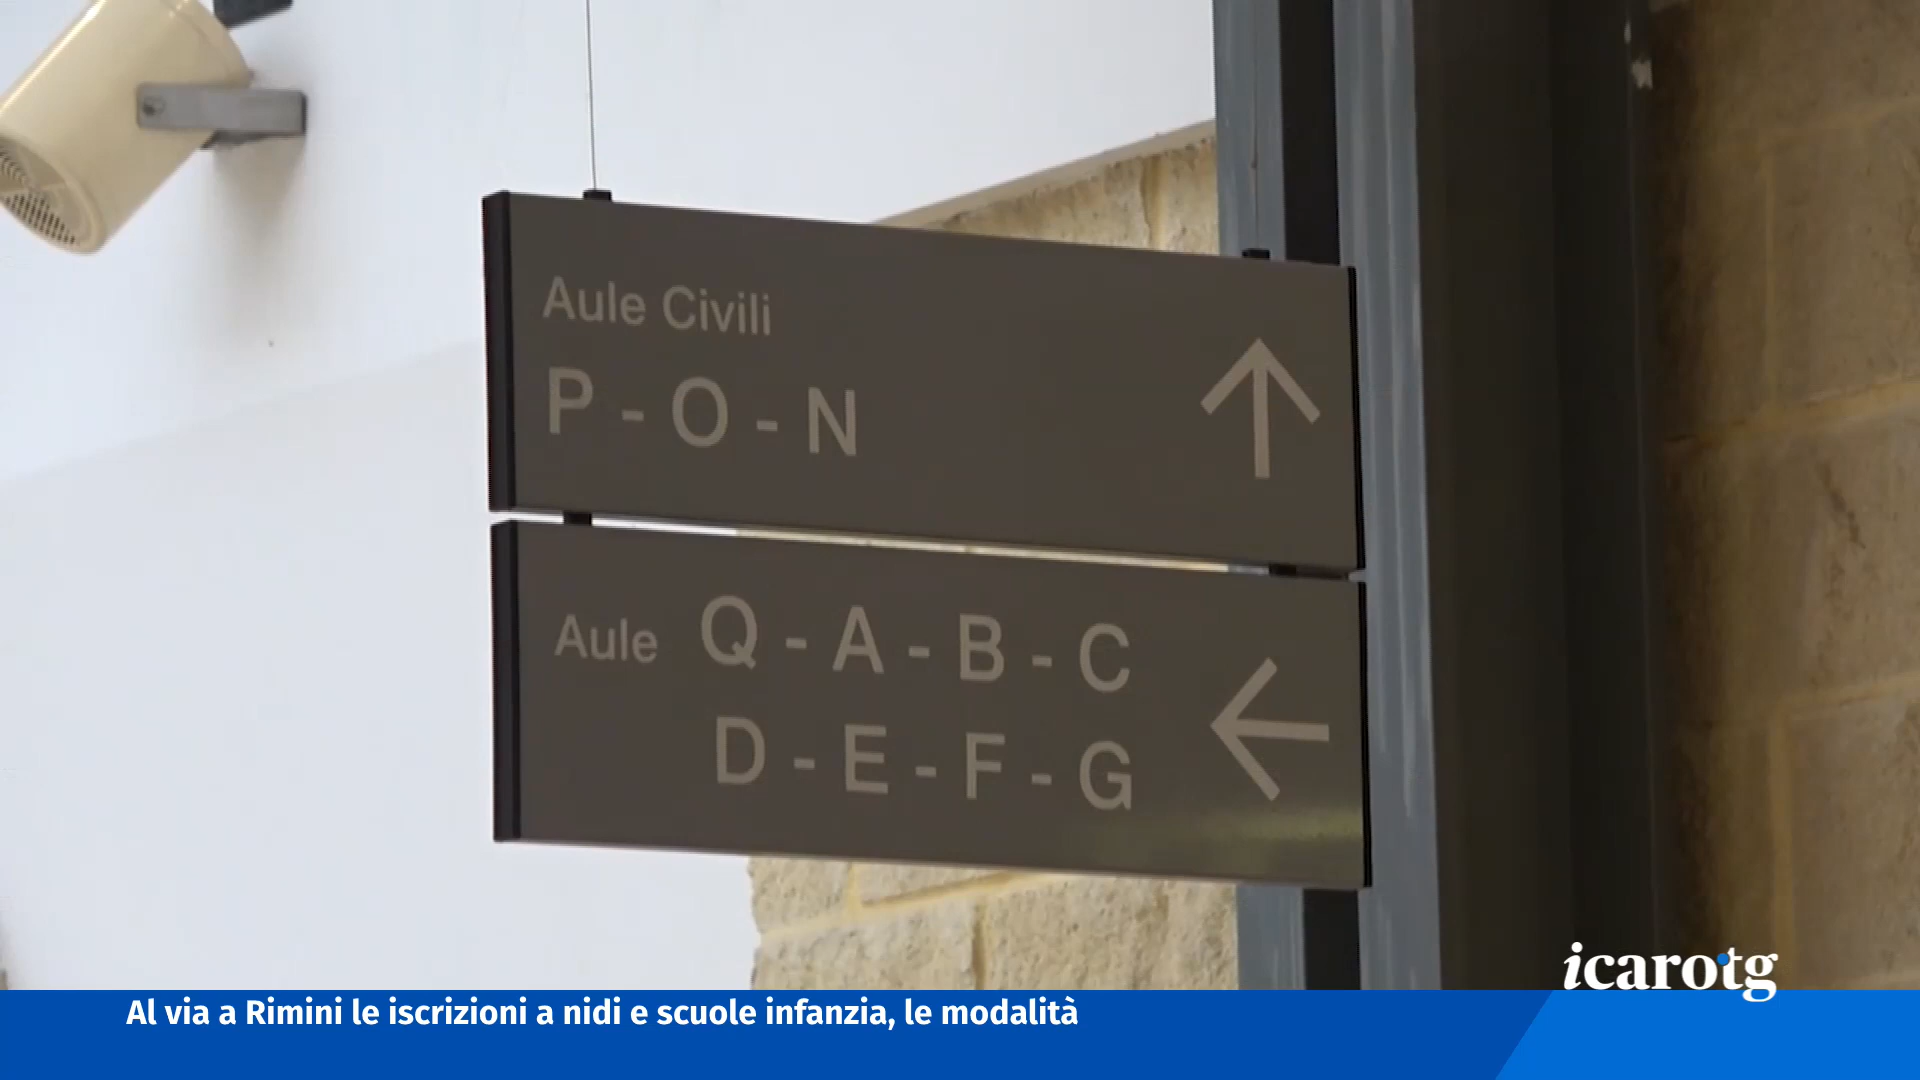 Aule Civili
P - O - N
Aule Q - A - B - C
D - E - F - G
icarotg
Al via a Rimini le iscrizioni a nidi e scuole infanzia, le modalità